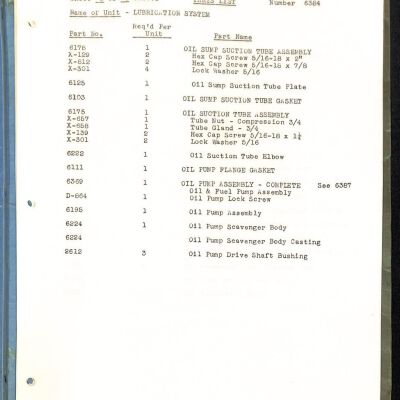 PARTS LIST Number 6384
Name of Unit - LUBRICATION SYSTEM
Req'd Per
Part No. Unit Part Name
6176 1 OIL SUMP SUCTION TUBE ASSEMBLY
X-129 2 Hex Cap Screw 5/16-18 x 2"
X-612 2 Hex Cap Screw 5/16-18 x 7/8
X-301 4 Lock Washer 5/16
6125 1 Oil Sump Suction Tube Plate
6103 1 OIL SUMP SUCTION TUBE GASKET
6175 1 OIL SUCTION TUBE ASSEMBLY
X-657 1 Tube Nut - Compression 3/4
X-658 1 Tube Gland - 3/4
X-139 2 Hex Cap Screw 5/16-18 x 1¼
X-301 2 Lock Washer 5/16
6222 1 Oil Suction Tube Elbow
6111 1 OIL PUMP FLANGE GASKET
6369 1 OIL PUMP ASSEMBLY - COMPLETE See 6387
1 Oil & Fuel Pump Assembly
D-864 1 Oil Pump Lock Screw
6195 1 Oil Pump Assembly
6224 1 Oil Pump Scavenger Body
6224 Oil Pump Scavenger Body Casting
2612 3 Oil Pump Drive Shaft Bushing